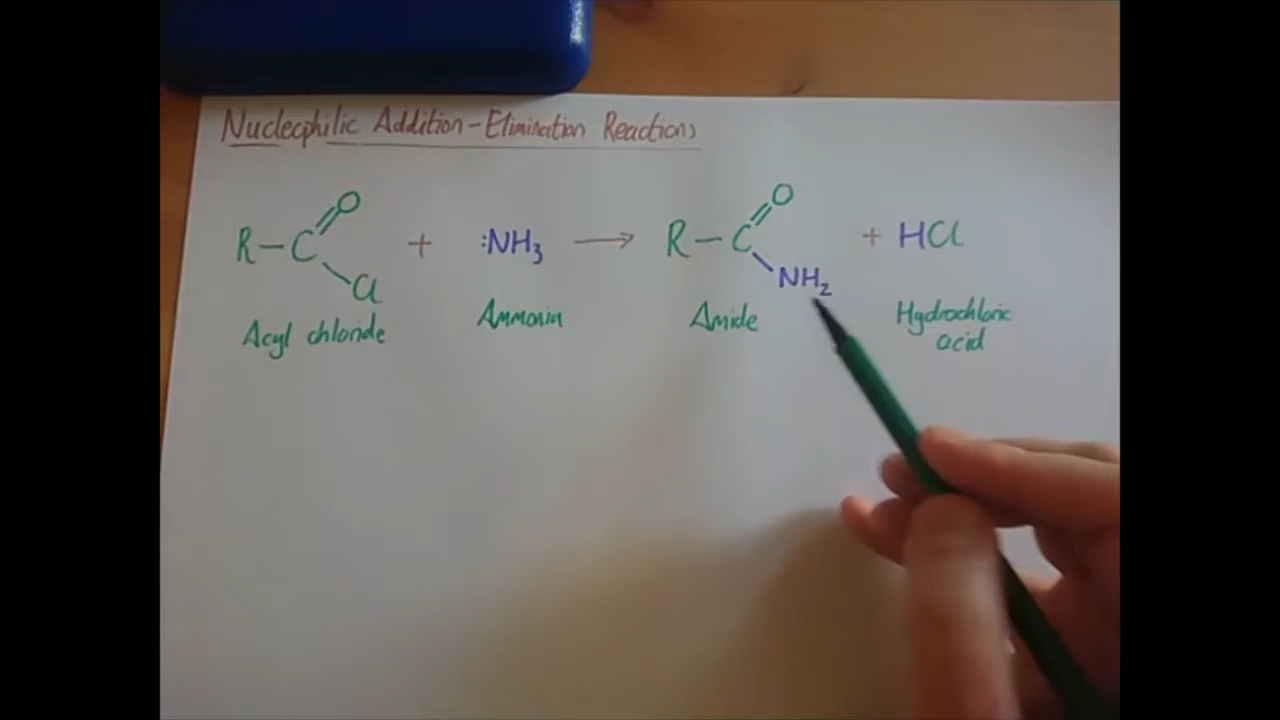 Nucleophilic Addition-Elimination Reactions
O O
R-C + :NH3 → R-C + HCl
Cl NH2
Acyl chloride Ammonia Amide Hydrochloric
acid